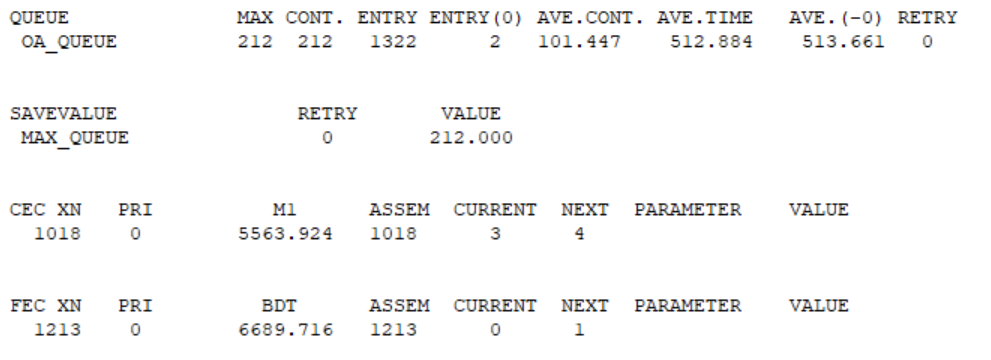 QUEUE MAX CONT. ENTRY ENTRY(0) AVE.CONT. AVE.TIME AVE.(-0) RETRY
OA_QUEUE 212 212 1322 2 101.447 512.884 513.661 0
SAVEVALUE RETRY VALUE
MAX_QUEUE 0 212.000
CEC XN PRI M1 ASSEM CURRENT NEXT PARAMETER VALUE
1018 0 5563.924 1018 3 4
FEC XN PRI BDT ASSEM CURRENT NEXT PARAMETER VALUE
1213 0 6689.716 1213 0 1